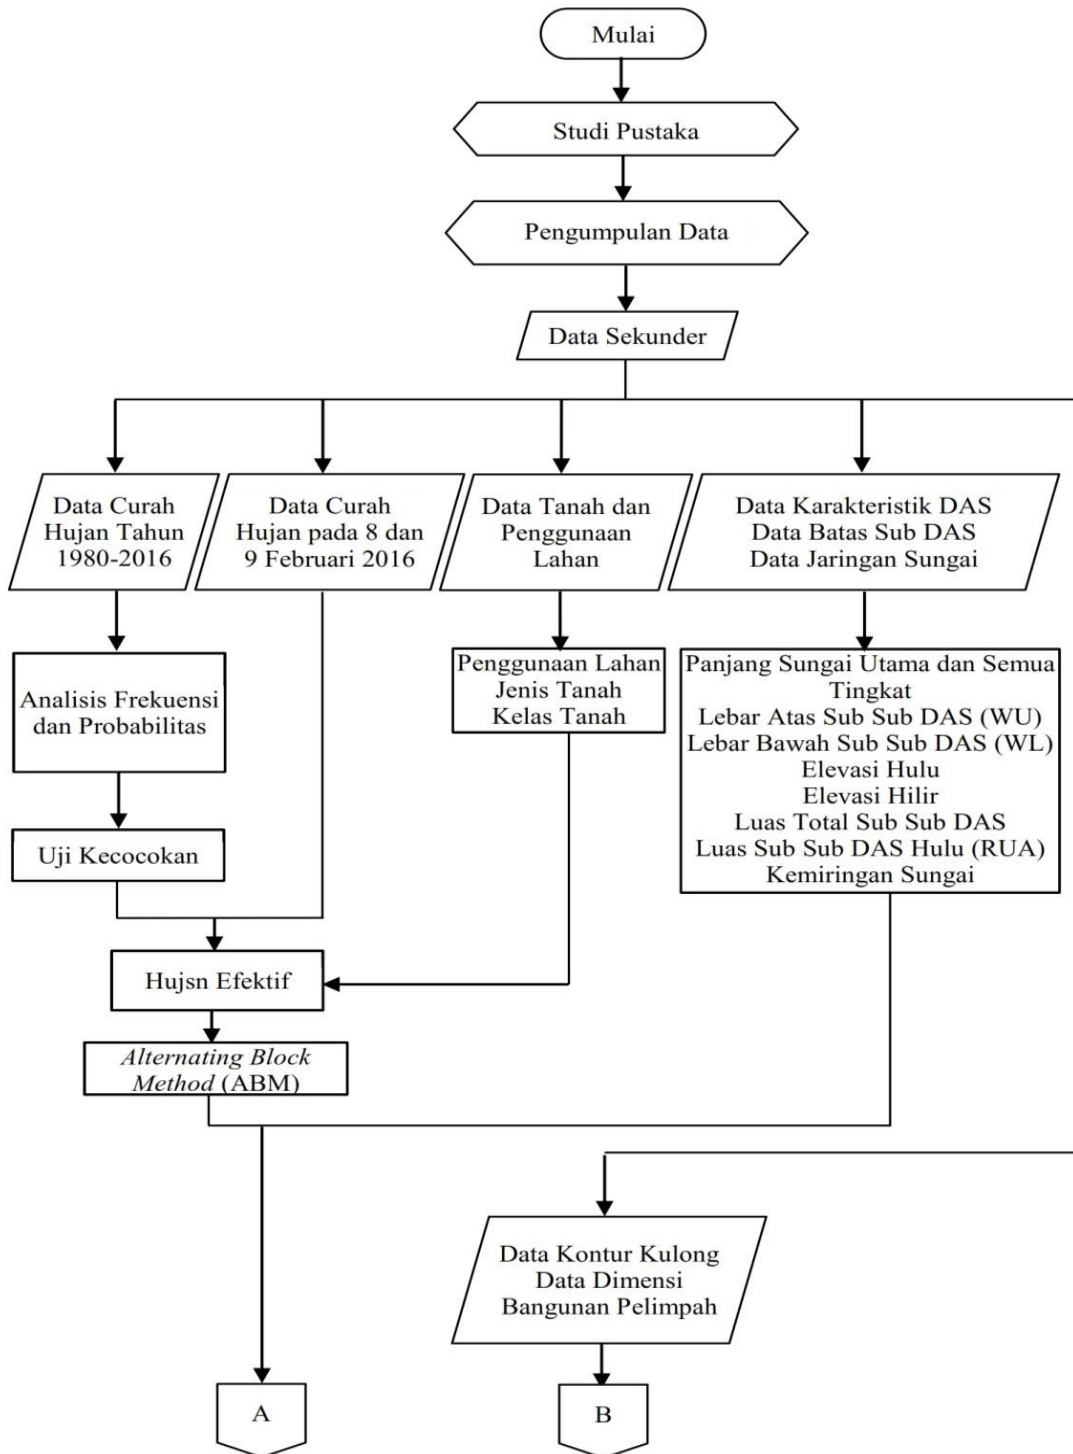 Mulai
Studi Pustaka
Pengumpulan Data
Data Sekunder
Data Curah
Hujan Tahun
1980-2016
Data Curah
Hujan pada 8 dan
9 Februari 2016
Data Tanah dan
Penggunaan
Lahan
Data Karakteristik DAS
Data Batas Sub DAS
Data Jaringan Sungai
Analisis Frekuensi
dan Probabilitas
Penggunaan Lahan
Jenis Tanah
Kelas Tanah
Panjang Sungai Utama dan Semua
Tingkat
Lebar Atas Sub Sub DAS (WU)
Lebar Bawah Sub Sub DAS (WL)
Elevasi Hulu
Elevasi Hilir
Luas Total Sub Sub DAS
Luas Sub Sub DAS Hulu (RUA)
Kemiringan Sungai
Uji Kecocokan
Hujsn Efektif
Alternating Block
Method (ABM)
Data Kontur Kulong
Data Dimensi
Bangunan Pelimpah
A
B